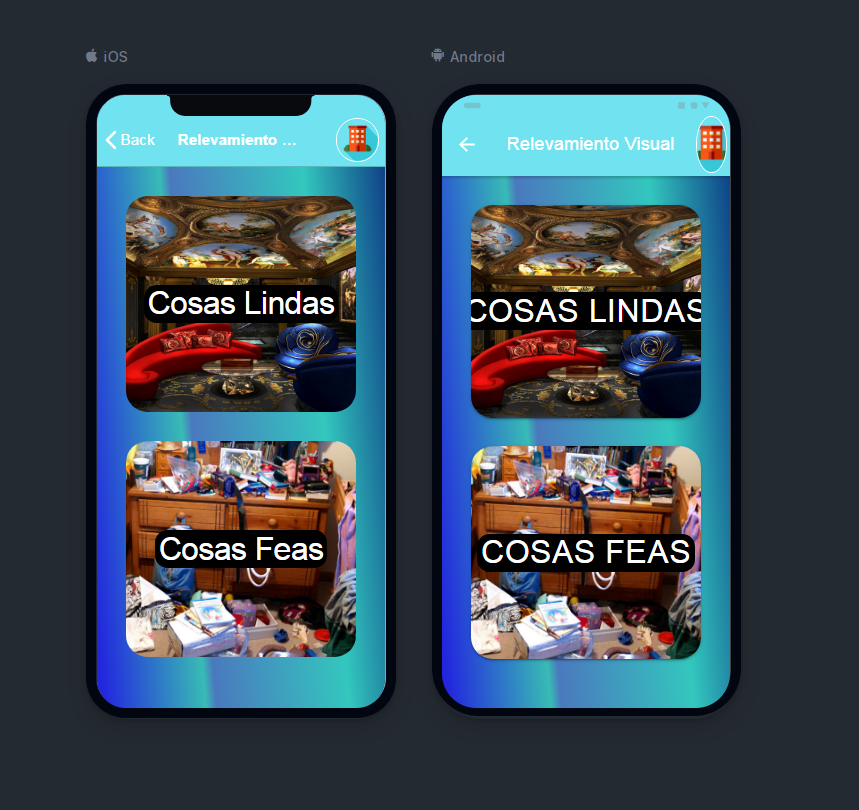 iOS
Android
Back
Relevamiento ...
Relevamiento Visual
Cosas Lindas
COSAS LINDAS
Cosas Feas
COSAS FEAS